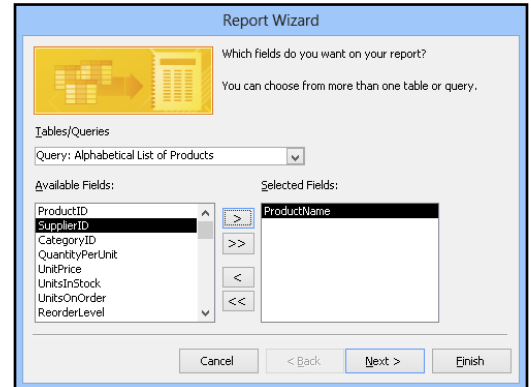 Report Wizard
Which fields do you want on your report?
You can choose from more than one table or query.
Tables/Queries
Query: Alphabetical List of Products
Available Fields:
Selected Fields:
ProductID
SupplierID
CategoryID
QuantityPerUnit
UnitPrice
UnitsInStock
UnitsOnOrder
ReorderLevel
>
>>
<
<<
ProductName
Cancel
< Back
Next >
Finish